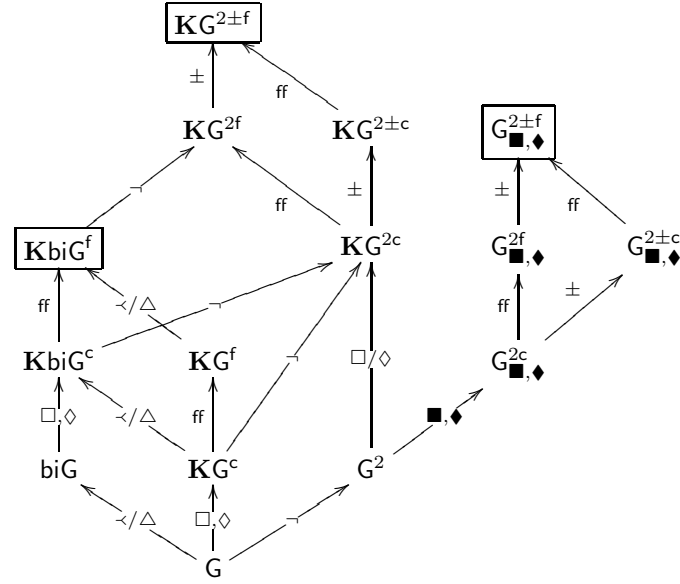 𝐊G^{2±f}
± ff
𝐊G^{2f} 𝐊G^{2±c} G^{2±f}_{■,♦}
¬ ff ± ± ff
𝐊biG^f 𝐊G^{2c} G^{2f}_{■,♦} G^{2±c}_{■,♦}
ff ≺/△ ¬ ff ±
𝐊biG^c 𝐊G^f ¬ □/◊ G^{2c}_{■,♦}
□,◊ ≺/△ ff ■,♦
biG 𝐊G^c G^2
≺/△ □,◊ ¬
G